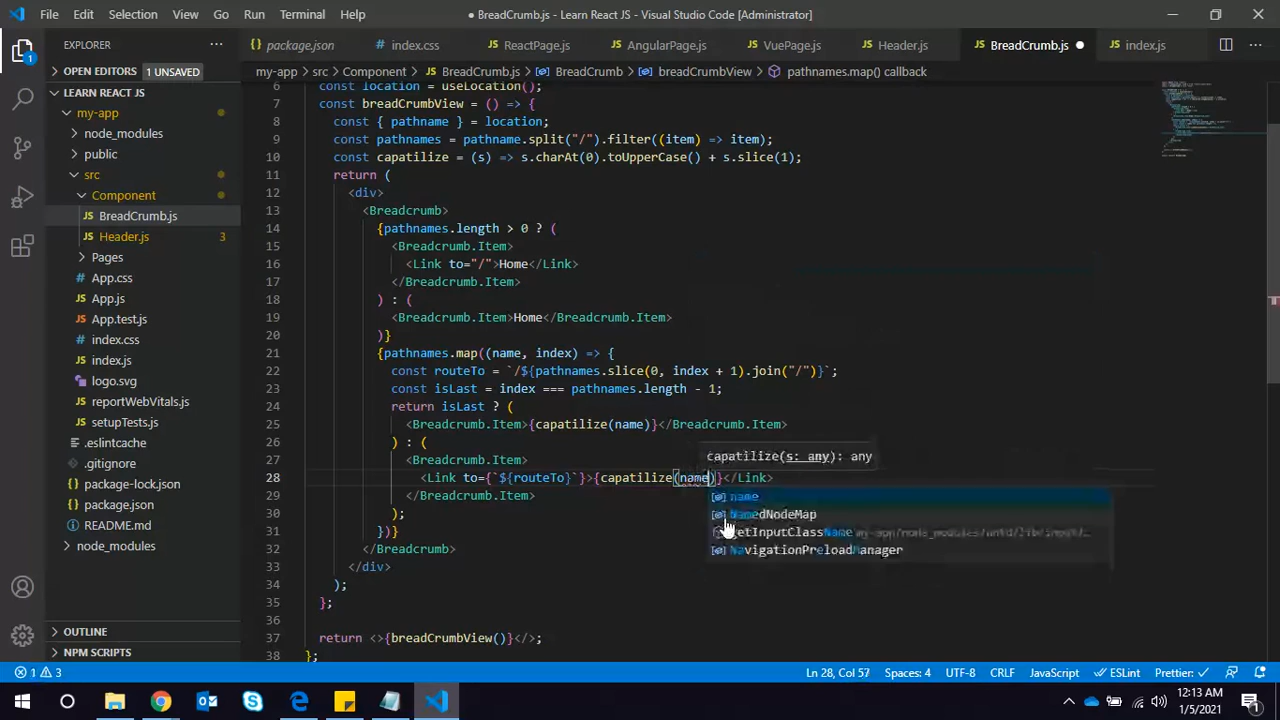 File Edit Selection View Go Run Terminal Help
● BreadCrumb.js - Learn React JS - Visual Studio Code [Administrator]
EXPLORER ···
OPEN EDITORS 1 UNSAVED
LEARN REACT JS
my-app
node_modules
public
src
Component
JS BreadCrumb.js
JS Header.js 3
Pages
App.css
JS App.js
JS App.test.js
index.css
JS index.js
logo.svg
JS reportWebVitals.js
JS setupTests.js
.eslintcache
.gitignore
package-lock.json
package.json
README.md
node_modules
OUTLINE
NPM SCRIPTS
package.json index.css JS ReactPage.js JS AngularPage.js JS VuePage.js JS Header.js JS BreadCrumb.js ● JS index.js ···
my-app > src > Component > JS BreadCrumb.js > BreadCrumb > breadCrumbView > pathnames.map() callback
6 const location = useLocation();
7 const breadCrumbView = () => {
8 const { pathname } = location;
9 const pathnames = pathname.split("/").filter((item) => item);
10 const capatilize = (s) => s.charAt(0).toUpperCase() + s.slice(1);
11 return (
12 <div>
13 <Breadcrumb>
14 {pathnames.length > 0 ? (
15 <Breadcrumb.Item>
16 <Link to="/">Home</Link>
17 </Breadcrumb.Item>
18 ) : (
19 <Breadcrumb.Item>Home</Breadcrumb.Item>
20 )}
21 {pathnames.map((name, index) => {
22 const routeTo = `/${pathnames.slice(0, index + 1).join("/")}`;
23 const isLast = index === pathnames.length - 1;
24 return isLast ? (
25 <Breadcrumb.Item>{capatilize(name)}</Breadcrumb.Item>
26 ) : (
27 <Breadcrumb.Item>
capatilize(s: any): any
28 <Link to={`${routeTo}`}>{capatilize(name)}</Link>
name
29 </Breadcrumb.Item>
NamedNodeMap
30 );
31 })}
NavigationPreloadManager
32 </Breadcrumb>
33 </div>
34 );
35 };
36
37 return <>{breadCrumbView()}</>;
38 };
1 3 Ln 28, Col 57 Spaces: 4 UTF-8 CRLF JavaScript ESLint Prettier: ✓
12:13 AM
1/5/2021
1